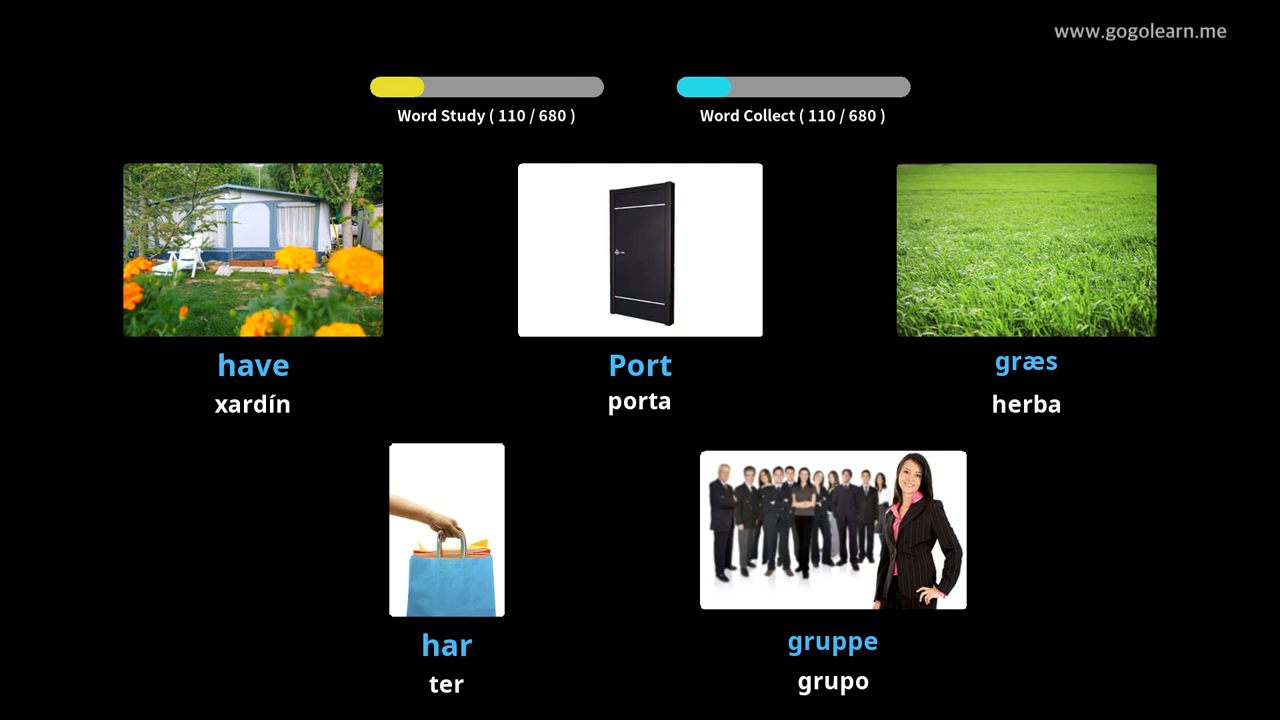 www.gogolearn.me
Word Study ( 110 / 680 )
Word Collect ( 110 / 680 )
have
xardín
Port
porta
græs
herba
har
ter
gruppe
grupo